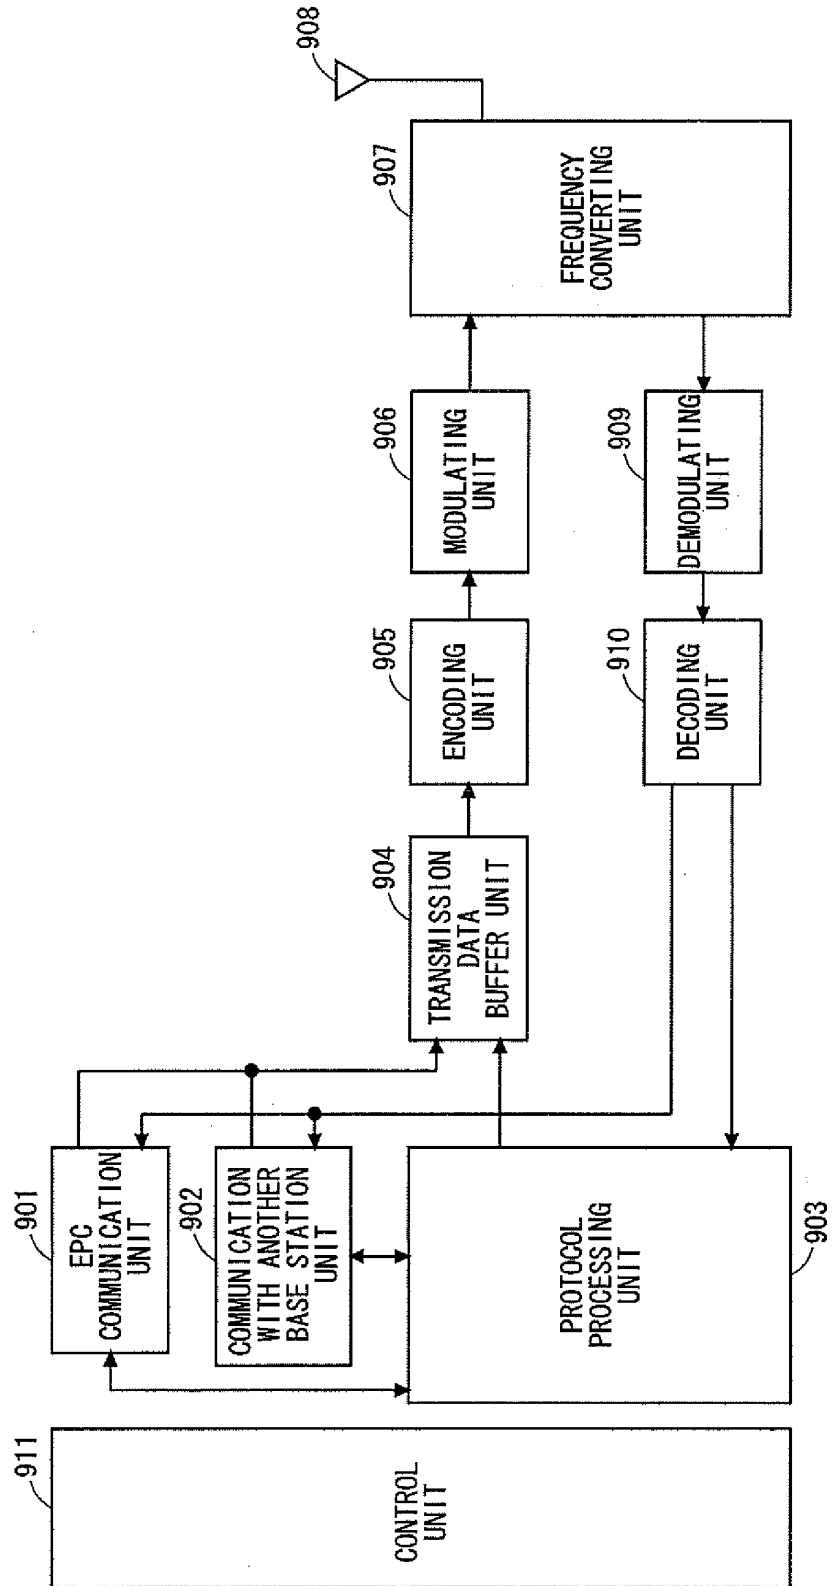 911
CONTROL
UNIT
901
EPC
COMMUNICATION
UNIT
902
COMMUNICATION
WITH ANOTHER
BASE STATION
UNIT
PROTOCOL
PROCESSING
UNIT
903
904
TRANSMISSION
DATA
BUFFER UNIT
905
ENCODING
UNIT
906
MODULATING
UNIT
907
FREQUENCY
CONVERTING
UNIT
908
909
DEMODULATING
UNIT
910
DECODING
UNIT